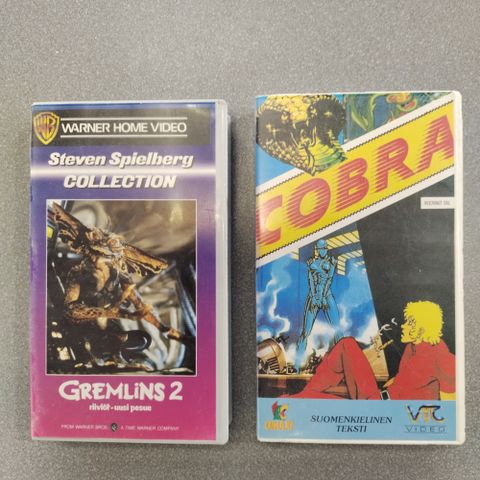 WB
WARNER HOME VIDEO
Steven Spielberg
COLLECTION
GREMLINS 2
riiviöt - uusi pesue
FROM WARNER BROS.
A TIME WARNER COMPANY
COBRA
SUOMENKIELINEN
TEKSTI
VTC
VIDEO